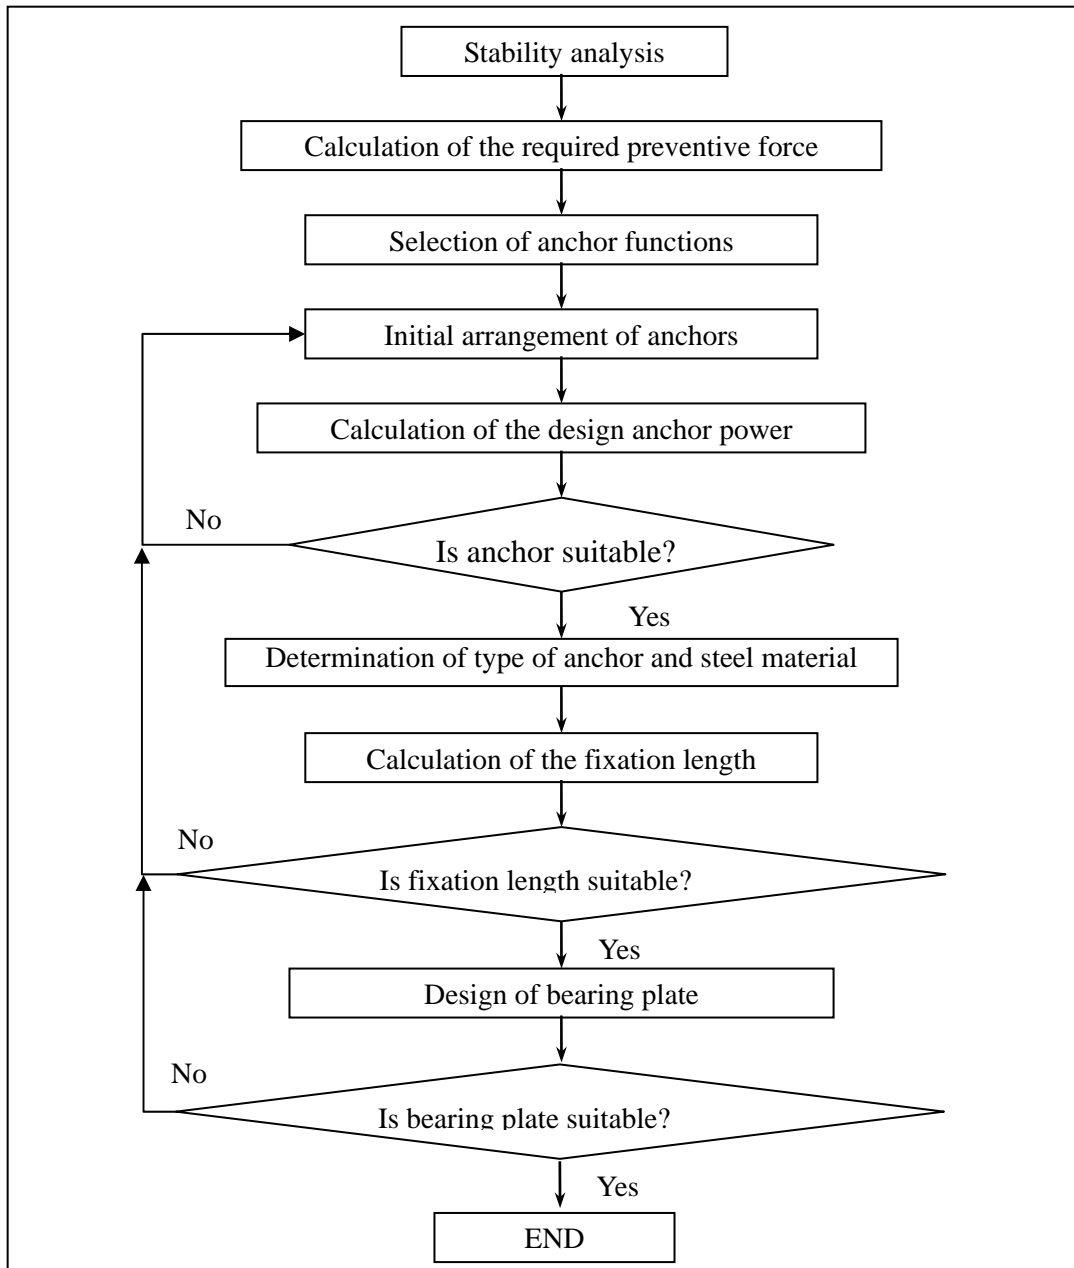 Stability analysis
Calculation of the required preventive force
Selection of anchor functions
Initial arrangement of anchors
Calculation of the design anchor power
No
Is anchor suitable?
Yes
Determination of type of anchor and steel material
Calculation of the fixation length
No
Is fixation length suitable?
Yes
Design of bearing plate
No
Is bearing plate suitable?
Yes
END